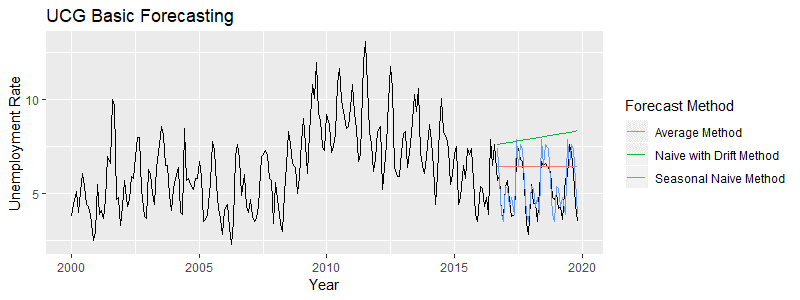 UCG Basic Forecasting
Unemployment Rate
10
5
2000
2005
2010
2015
2020
Year
Forecast Method
Average Method
Naive with Drift Method
Seasonal Naive Method